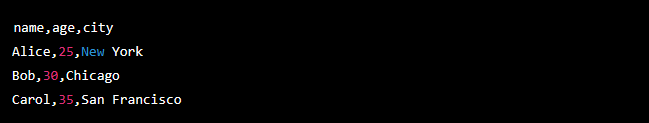 name,age,city
Alice,25,New York
Bob,30,Chicago
Carol,35,San Francisco